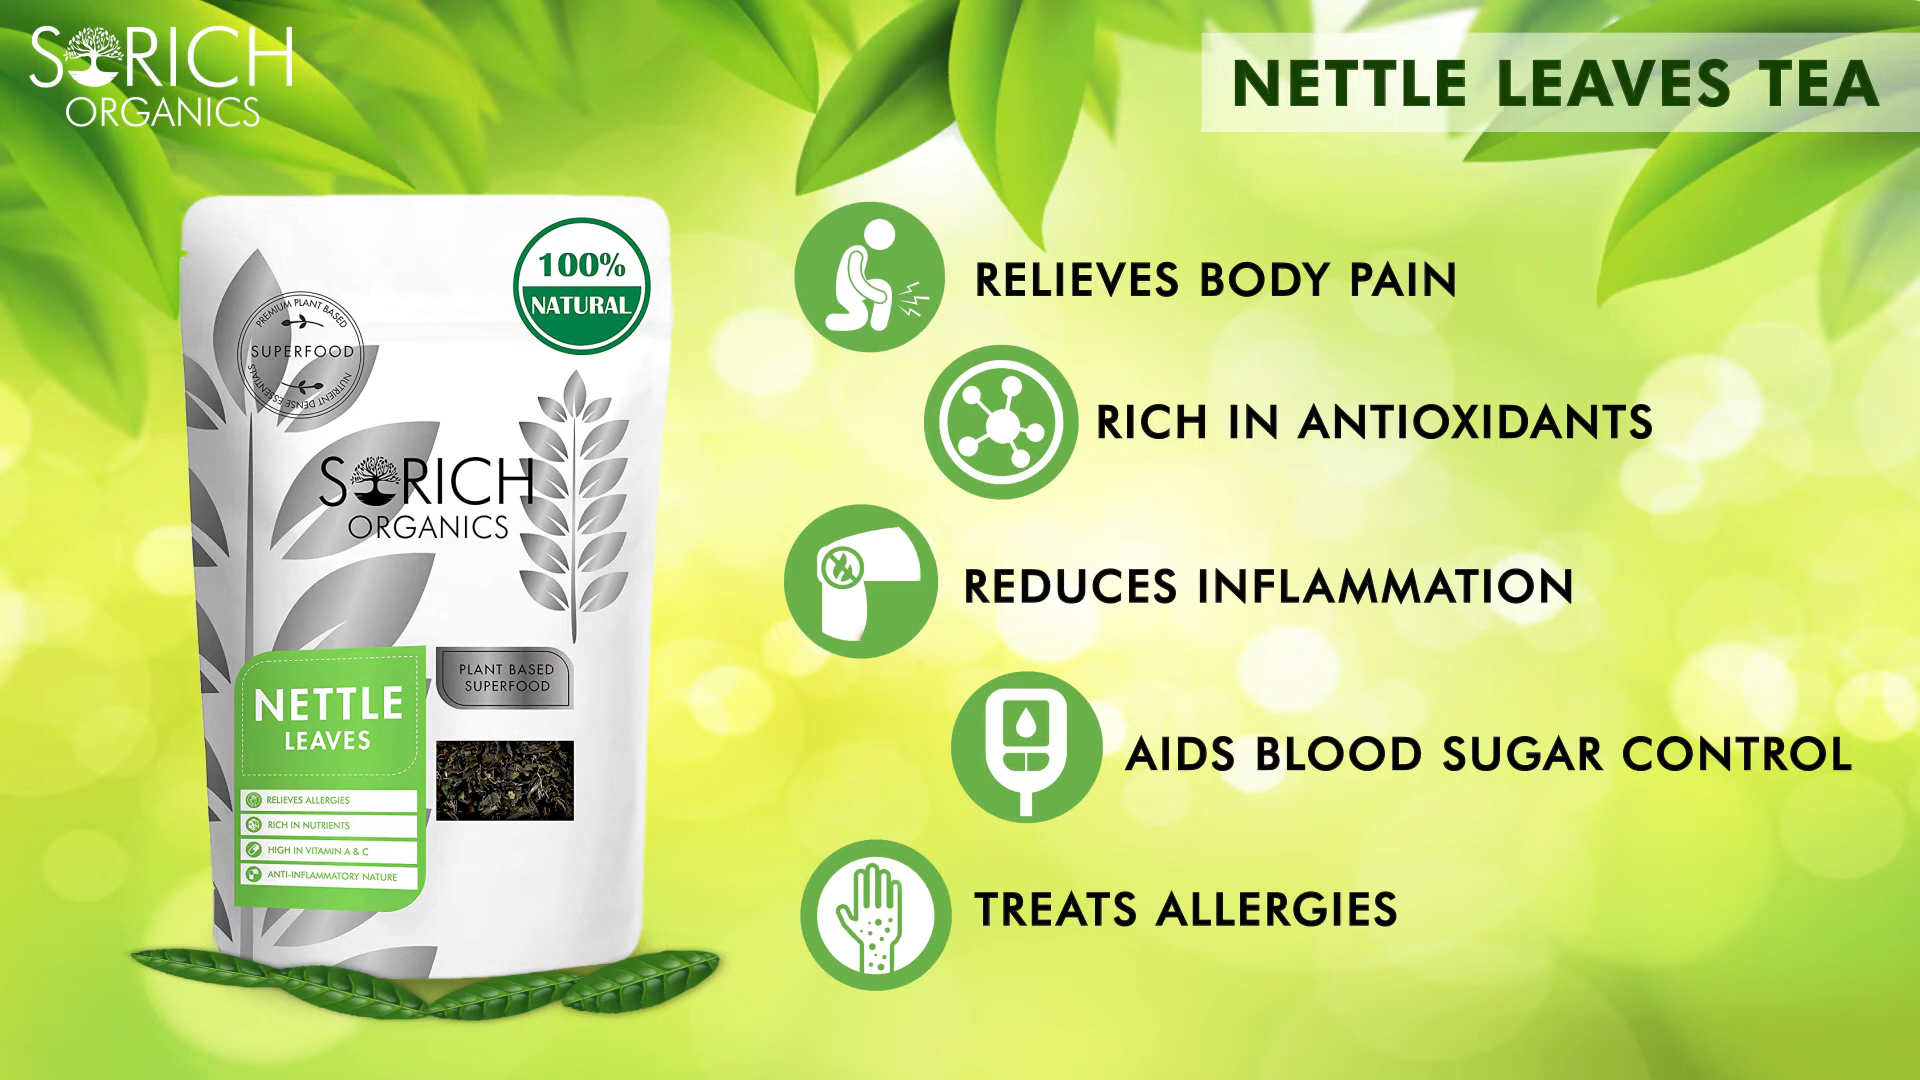 SORICH
ORGANICS
NETTLE LEAVES TEA
100%
NATURAL
PREMIUM PLANT BASED
SUPERFOOD
NUTRIENT DENSE ESSENTIALS
SORICH
ORGANICS
PLANT BASED
SUPERFOOD
NETTLE
LEAVES
RELIEVES ALLERGIES
RICH IN NUTRIENTS
HIGH IN VITAMIN A & C
ANTI-INFLAMMATORY NATURE
RELIEVES BODY PAIN
RICH IN ANTIOXIDANTS
REDUCES INFLAMMATION
AIDS BLOOD SUGAR CONTROL
TREATS ALLERGIES